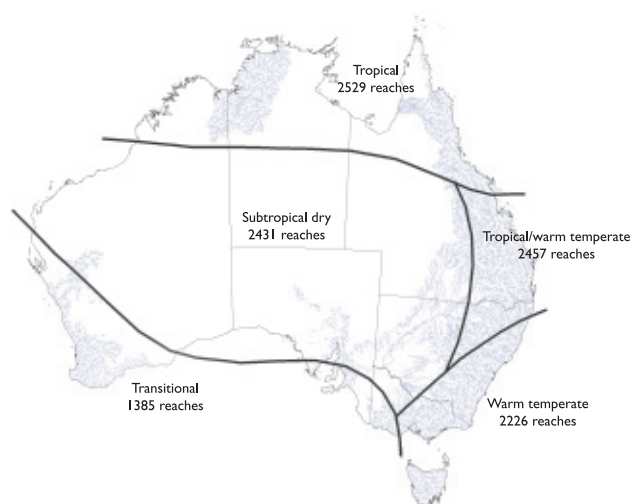 Tropical
2529 reaches
Subtropical dry
2431 reaches
Tropical/warm temperate
2457 reaches
Transitional
1385 reaches
Warm temperate
2226 reaches